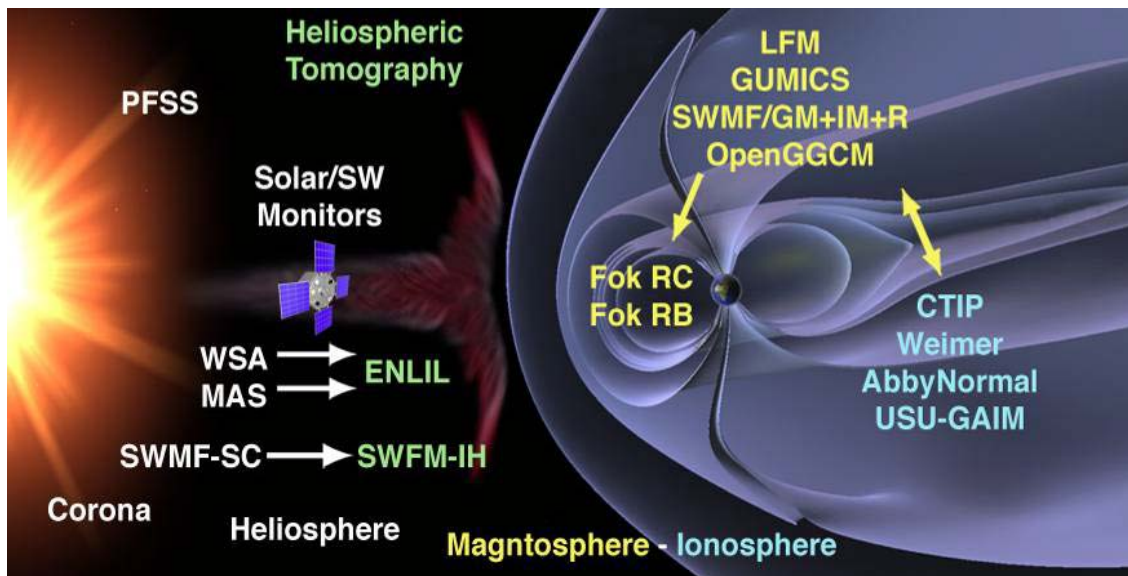 Heliospheric
Tomography
PFSS
Solar/SW
Monitors
WSA
MAS
ENLIL
SWMF-SC
SWFM-IH
Corona
Heliosphere
LFM
GUMICS
SWMF/GM+IM+R
OpenGGCM
Fok RC
Fok RB
CTIP
Weimer
AbbyNormal
USU-GAIM
Magntosphere - Ionosphere